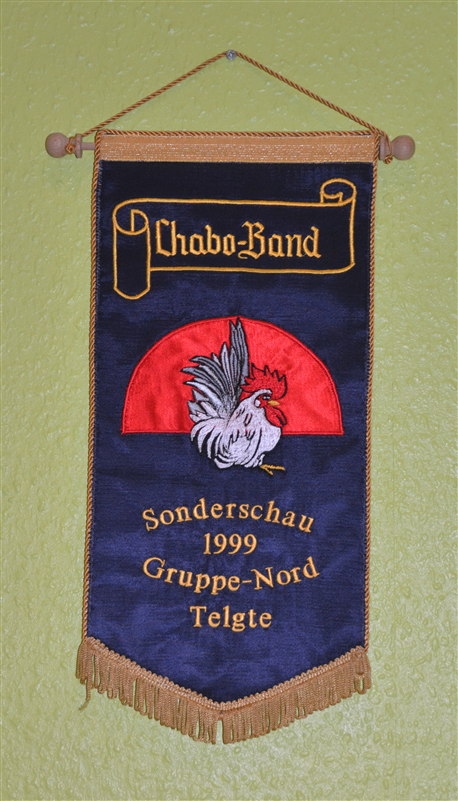 Chabo-Band
Sonderschau
1999
Gruppe-Nord
Telgte